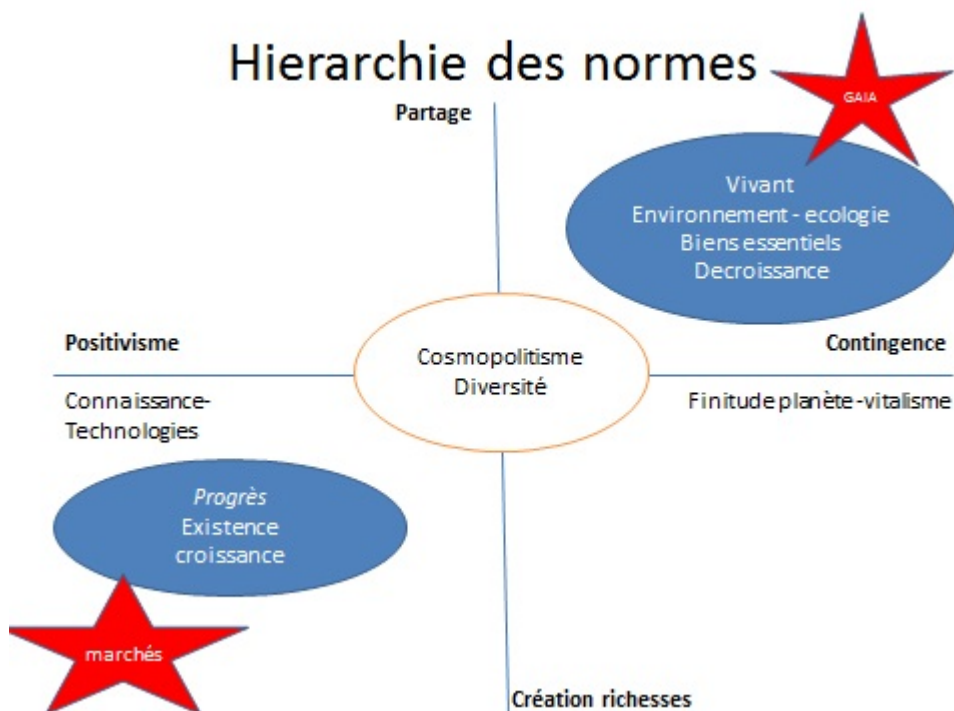 Hierarchie des normes
GAIA
Partage
Vivant
Environnement - ecologie
Biens essentiels
Decroissance
Positivisme
Contingence
Cosmopolitisme
Diversité
Connaissance-
Technologies
Finitude planète - vitalisme
Progrès
Existence
croissance
marchés
Création richesses